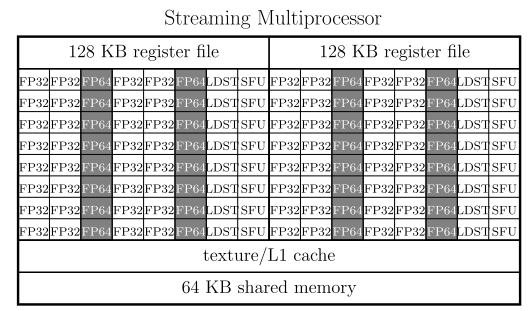 Streaming Multiprocessor
128 KB register file 128 KB register file
FP32 FP32 FP64 FP32 FP32 FP64 LDST SFU FP32 FP32 FP64 FP32 FP32 FP64 LDST SFU
FP32 FP32 FP64 FP32 FP32 FP64 LDST SFU FP32 FP32 FP64 FP32 FP32 FP64 LDST SFU
FP32 FP32 FP64 FP32 FP32 FP64 LDST SFU FP32 FP32 FP64 FP32 FP32 FP64 LDST SFU
FP32 FP32 FP64 FP32 FP32 FP64 LDST SFU FP32 FP32 FP64 FP32 FP32 FP64 LDST SFU
FP32 FP32 FP64 FP32 FP32 FP64 LDST SFU FP32 FP32 FP64 FP32 FP32 FP64 LDST SFU
FP32 FP32 FP64 FP32 FP32 FP64 LDST SFU FP32 FP32 FP64 FP32 FP32 FP64 LDST SFU
FP32 FP32 FP64 FP32 FP32 FP64 LDST SFU FP32 FP32 FP64 FP32 FP32 FP64 LDST SFU
FP32 FP32 FP64 FP32 FP32 FP64 LDST SFU FP32 FP32 FP64 FP32 FP32 FP64 LDST SFU
texture/L1 cache
64 KB shared memory